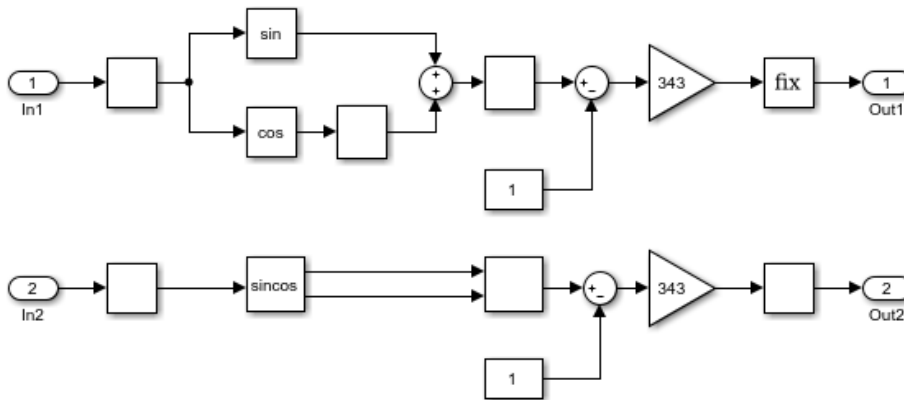 sin
1
In1
+
+
+
-
343
fix
1
Out1
cos
1
2
In2
sincos
+
-
343
2
Out2
1